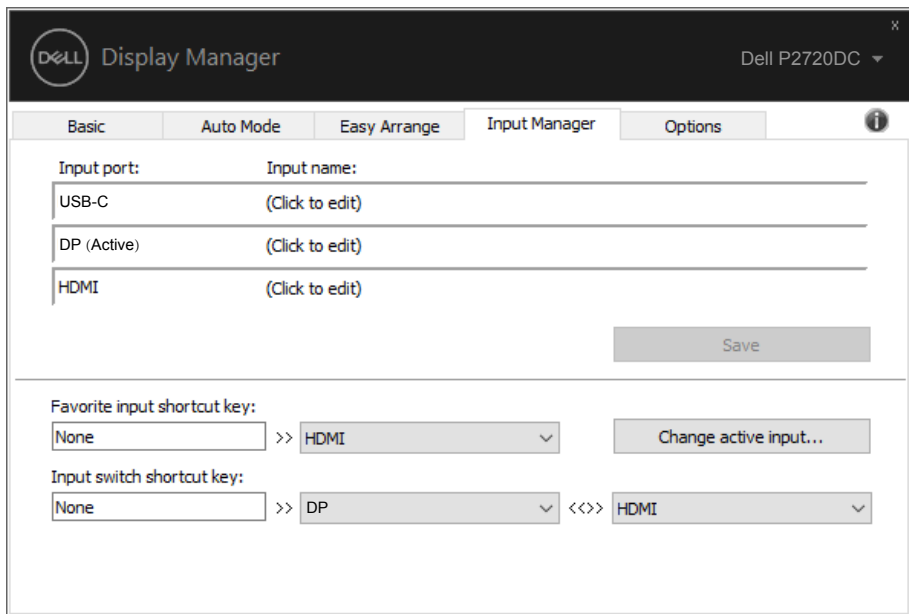 x
DELL Display Manager Dell P2720DC
Basic Auto Mode Easy Arrange Input Manager Options i
Input port: Input name:
USB-C (Click to edit)
DP (Active) (Click to edit)
HDMI (Click to edit)
Save
Favorite input shortcut key:
None >> HDMI Change active input...
Input switch shortcut key:
None >> DP <<>> HDMI